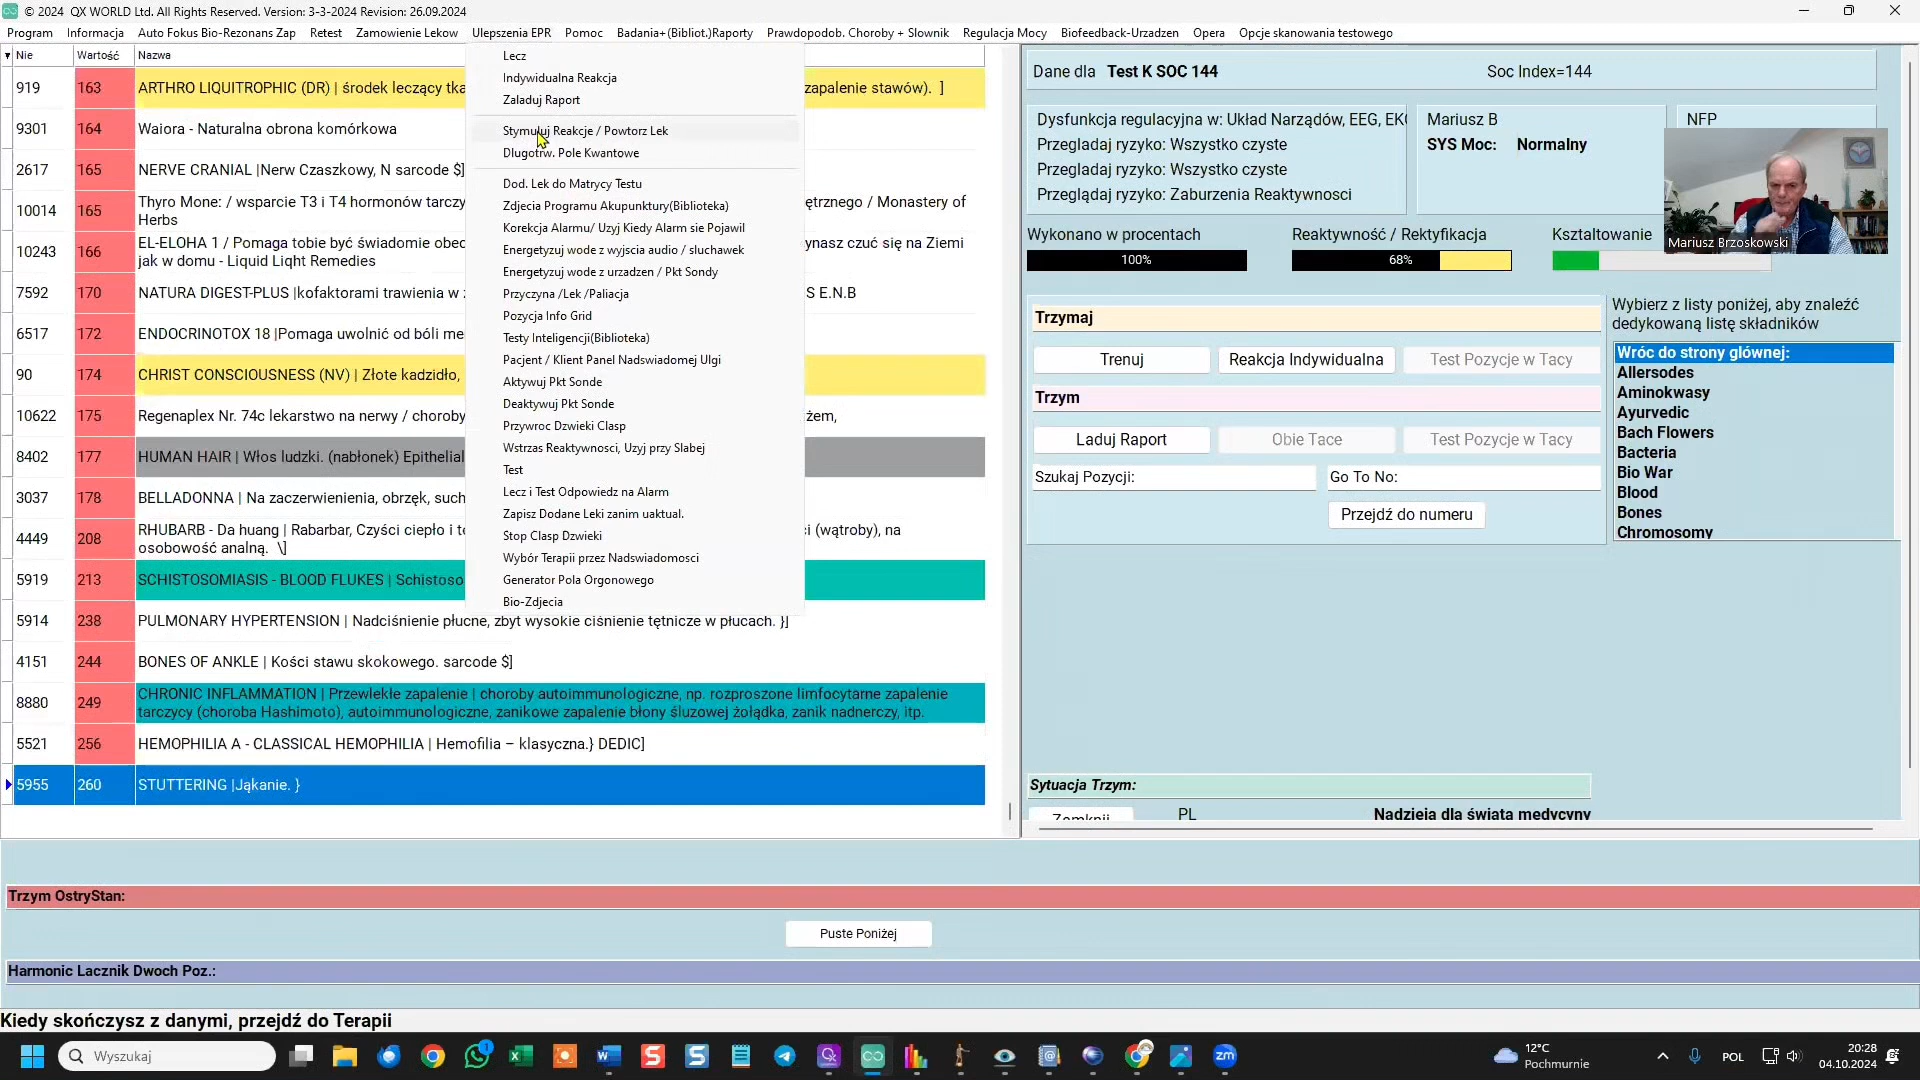 © 2024 QX WORLD Ltd. All Rights Reserved. Version: 3-3-2024 Revision: 26.09.2024
Program Informacja Auto Fokus Bio-Rezonans Zap Retest Zamowienie Lekow Ulepszenia EPR Pomoc Badania+(Bibliot.)Raporty Prawdopodob. Choroby + Slownik Regulacja Mocy Biofeedback-Urzadzen Opera Opcje skanowania testowego
Nie Wartość Nazwa
919 163 ARTHRO LIQUITROPHIC (DR) | środek leczący tka zapalenie stawów). ]
9301 164 Waiora - Naturalna obrona komórkowa
2617 165 NERVE CRANIAL |Nerw Czaszkowy, N sarcode $]
10014 165 Thyro Mone: / wsparcie T3 i T4 hormonów tarczy ętrznego / Monastery of
Herbs
10243 166 EL-ELOHA 1 / Pomaga tobie być świadomie obec ynasz czuć się na Ziemi
jak w domu - Liquid Liqht Remedies
7592 170 NATURA DIGEST-PLUS |kofaktorami trawienia w S E.N.B
6517 172 ENDOCRINOTOX 18 |Pomaga uwolnić od bóli me
90 174 CHRIST CONSCIOUSNESS (NV) | Złote kadzidło,
10622 175 Regenaplex Nr. 74c lekarstwo na nerwy / choroby żem,
8402 177 HUMAN HAIR | Włos ludzki. (nabłonek) Epithelial
3037 178 BELLADONNA | Na zaczerwienienia, obrzęk, such
4449 208 RHUBARB - Da huang | Rabarbar, Czyści ciepło i te ci (wątroby), na
osobowość analną. \]
5919 213 SCHISTOSOMIASIS - BLOOD FLUKES | Schistoso
5914 238 PULMONARY HYPERTENSION | Nadciśnienie płucne, zbyt wysokie ciśnienie tętnicze w płucach. }]
4151 244 BONES OF ANKLE | Kości stawu skokowego. sarcode $]
8880 249 CHRONIC INFLAMMATION | Przewlekłe zapalenie | choroby autoimmunologiczne, np. rozproszone limfocytarne zapalenie
tarczycy (choroba Hashimoto), autoimmunologiczne, zanikowe zapalenie błony śluzowej żołądka, zanik nadnerczy, itp.
5521 256 HEMOPHILIA A - CLASSICAL HEMOPHILIA | Hemofilia – klasyczna.} DEDIC]
5955 260 STUTTERING |Jąkanie. }
Lecz
Indywidualna Reakcja
Zaladuj Raport
Stymuluj Reakcje / Powtorz Lek
Dlugotrw. Pole Kwantowe
Dod. Lek do Matrycy Testu
Zdjecia Programu Akupunktury(Biblioteka)
Korekcja Alarmu/ Uzyj Kiedy Alarm sie Pojawil
Energetyzuj wode z wyjscia audio / sluchawek
Energetyzuj wode z urzadzen / Pkt Sondy
Przyczyna /Lek /Paliacja
Pozycja Info Grid
Testy Inteligencji(Biblioteka)
Pacjent / Klient Panel Nadswiadomej Ulgi
Aktywuj Pkt Sonde
Deaktywuj Pkt Sonde
Przywroc Dzwieki Clasp
Wstrzas Reaktywnosci, Uzyj przy Slabej
Test
Lecz i Test Odpowiedz na Alarm
Zapisz Dodane Leki zanim uaktual.
Stop Clasp Dzwieki
Wybór Terapii przez Nadswiadomosci
Generator Pola Orgonowego
Bio-Zdjecia
Dane dla Test K SOC 144 Soc Index=144
Dysfunkcja regulacyjna w: Układ Narządów, EEG, EK
Przegladaj ryzyko: Wszystko czyste
Przegladaj ryzyko: Wszystko czyste
Przeglądaj ryzyko: Zaburzenia Reaktywnosci
Mariusz B
SYS Moc: Normalny
NFP
Mariusz Brzoskowski
Wykonano w procentach Reaktywność / Rektyfikacja Kształtowanie
100% 68%
Trzymaj
Trenuj Reakcja Indywidualna Test Pozycje w Tacy
Trzym
Laduj Raport Obie Tace Test Pozycje w Tacy
Szukaj Pozycji: Go To No:
Przejdź do numeru
Wybierz z listy poniżej, aby znaleźć
dedykowaną listę składników
Wróc do strony glównej:
Allersodes
Aminokwasy
Ayurvedic
Bach Flowers
Bacteria
Bio War
Blood
Bones
Chromosomy
Sytuacja Trzym:
Zamknij PL Nadzieja dla świata medycyny
Trzym OstryStan:
Puste Poniżej
Harmonic Lacznik Dwoch Poz.:
Kiedy skończysz z danymi, przejdź do Terapii
Wyszukaj
1
zm
12°C
Pochmurnie
POL
20:28
04.10.2024